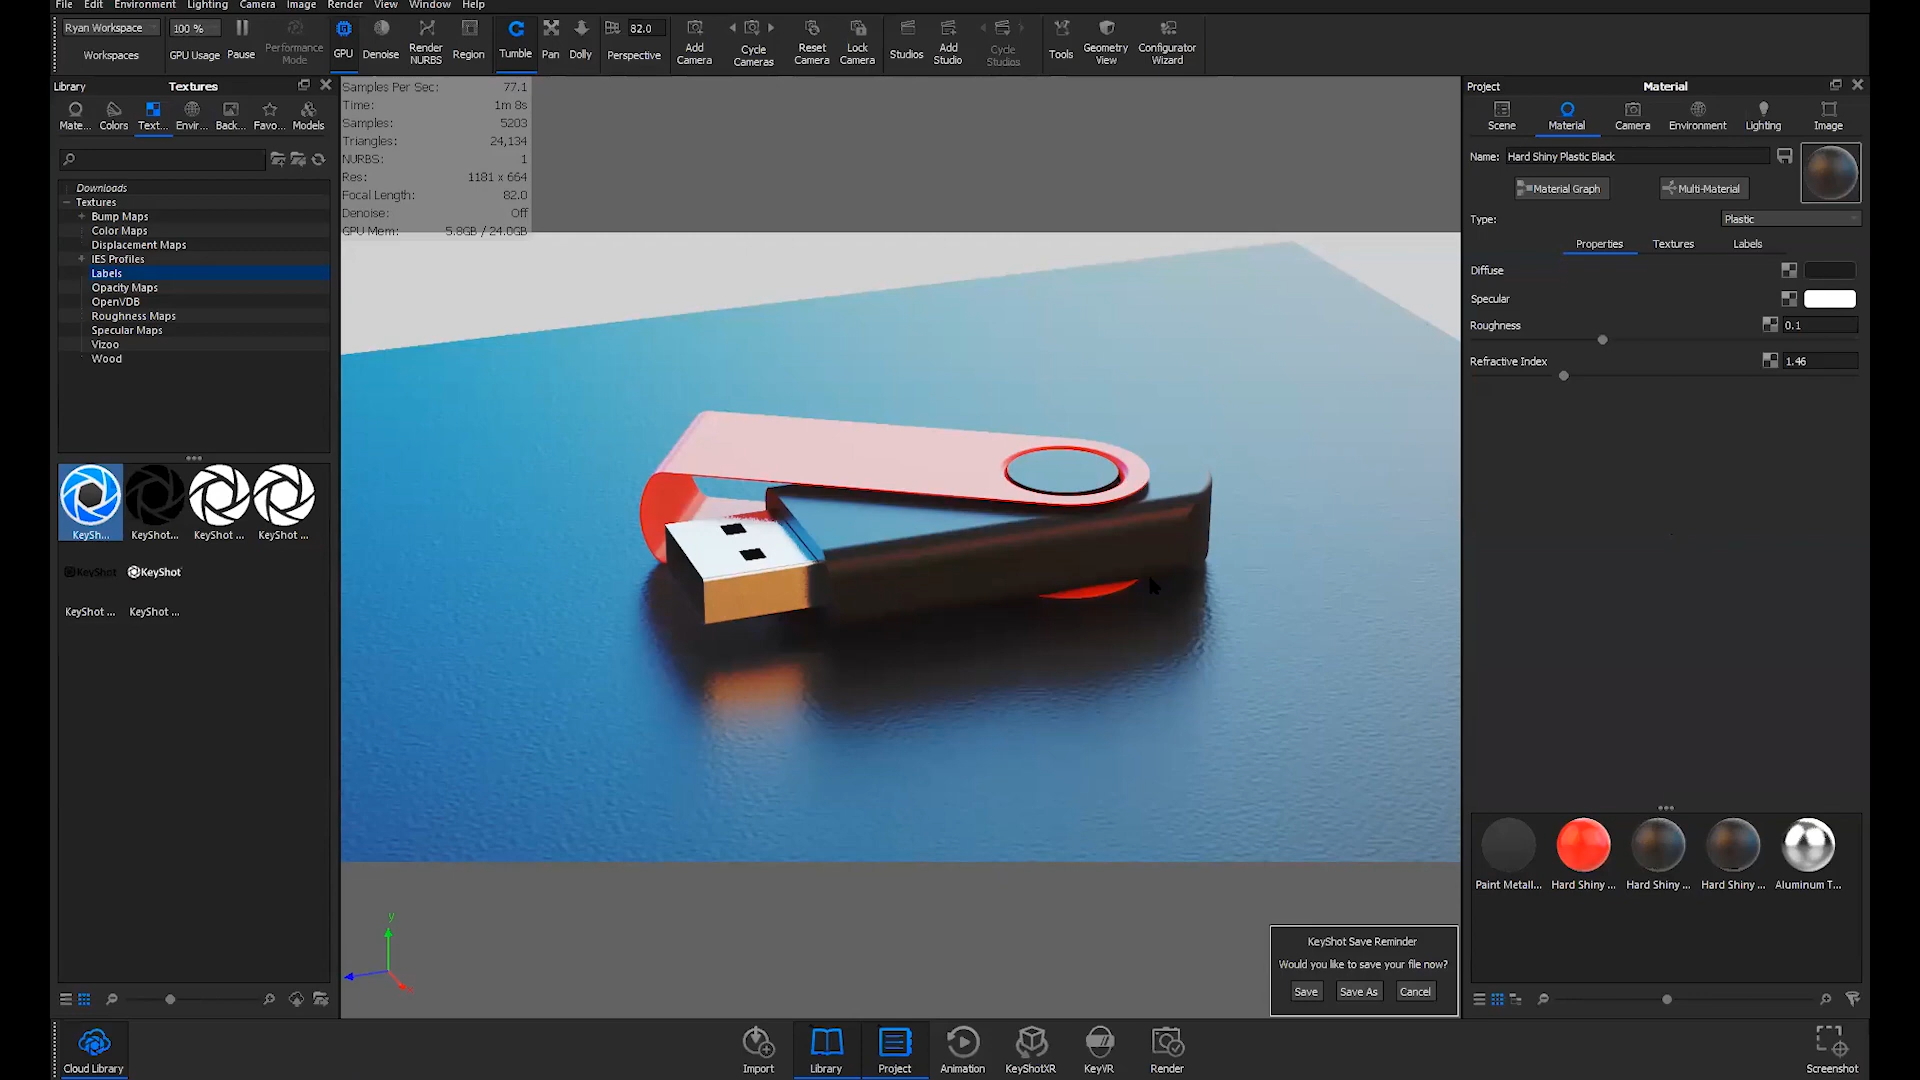 File Edit Environment Lighting Camera Image Render View Window Help
Ryan Workspace 100 % 82.0
Workspaces GPU Usage Pause Performance Mode GPU Denoise Render NURBS Region Tumble Pan Dolly Perspective Add Camera Cycle Cameras Reset Camera Lock Camera Studios Add Studio Cycle Studios Tools Geometry View Configurator Wizard
Library Textures
Mate... Colors Text... Envir... Back... Favo... Models
Downloads
Textures
Bump Maps
Color Maps
Displacement Maps
IES Profiles
Labels
Opacity Maps
OpenVDB
Roughness Maps
Specular Maps
Vizoo
Wood
KeySh... KeyShot... KeyShot ... KeyShot ...
KeyShot KeyShot
KeyShot ... KeyShot ...
Samples Per Sec: 77.1
Time: 1m 8s
Samples: 5203
Triangles: 24,134
NURBS: 1
Res: 1181 x 664
Focal Length: 82.0
Denoise: Off
GPU Mem: 5.8GB / 24.0GB
y
KeyShot Save Reminder
Would you like to save your file now?
Save Save As Cancel
Project Material
Scene Material Camera Environment Lighting Image
Name: Hard Shiny Plastic Black
Material Graph Multi-Material
Type: Plastic
Properties Textures Labels
Diffuse
Specular
Roughness 0.1
Refractive Index 1.46
Paint Metall... Hard Shiny ... Hard Shiny ... Hard Shiny ... Aluminum T...
Cloud Library Import Library Project Animation KeyShotXR KeyVR Render Screenshot